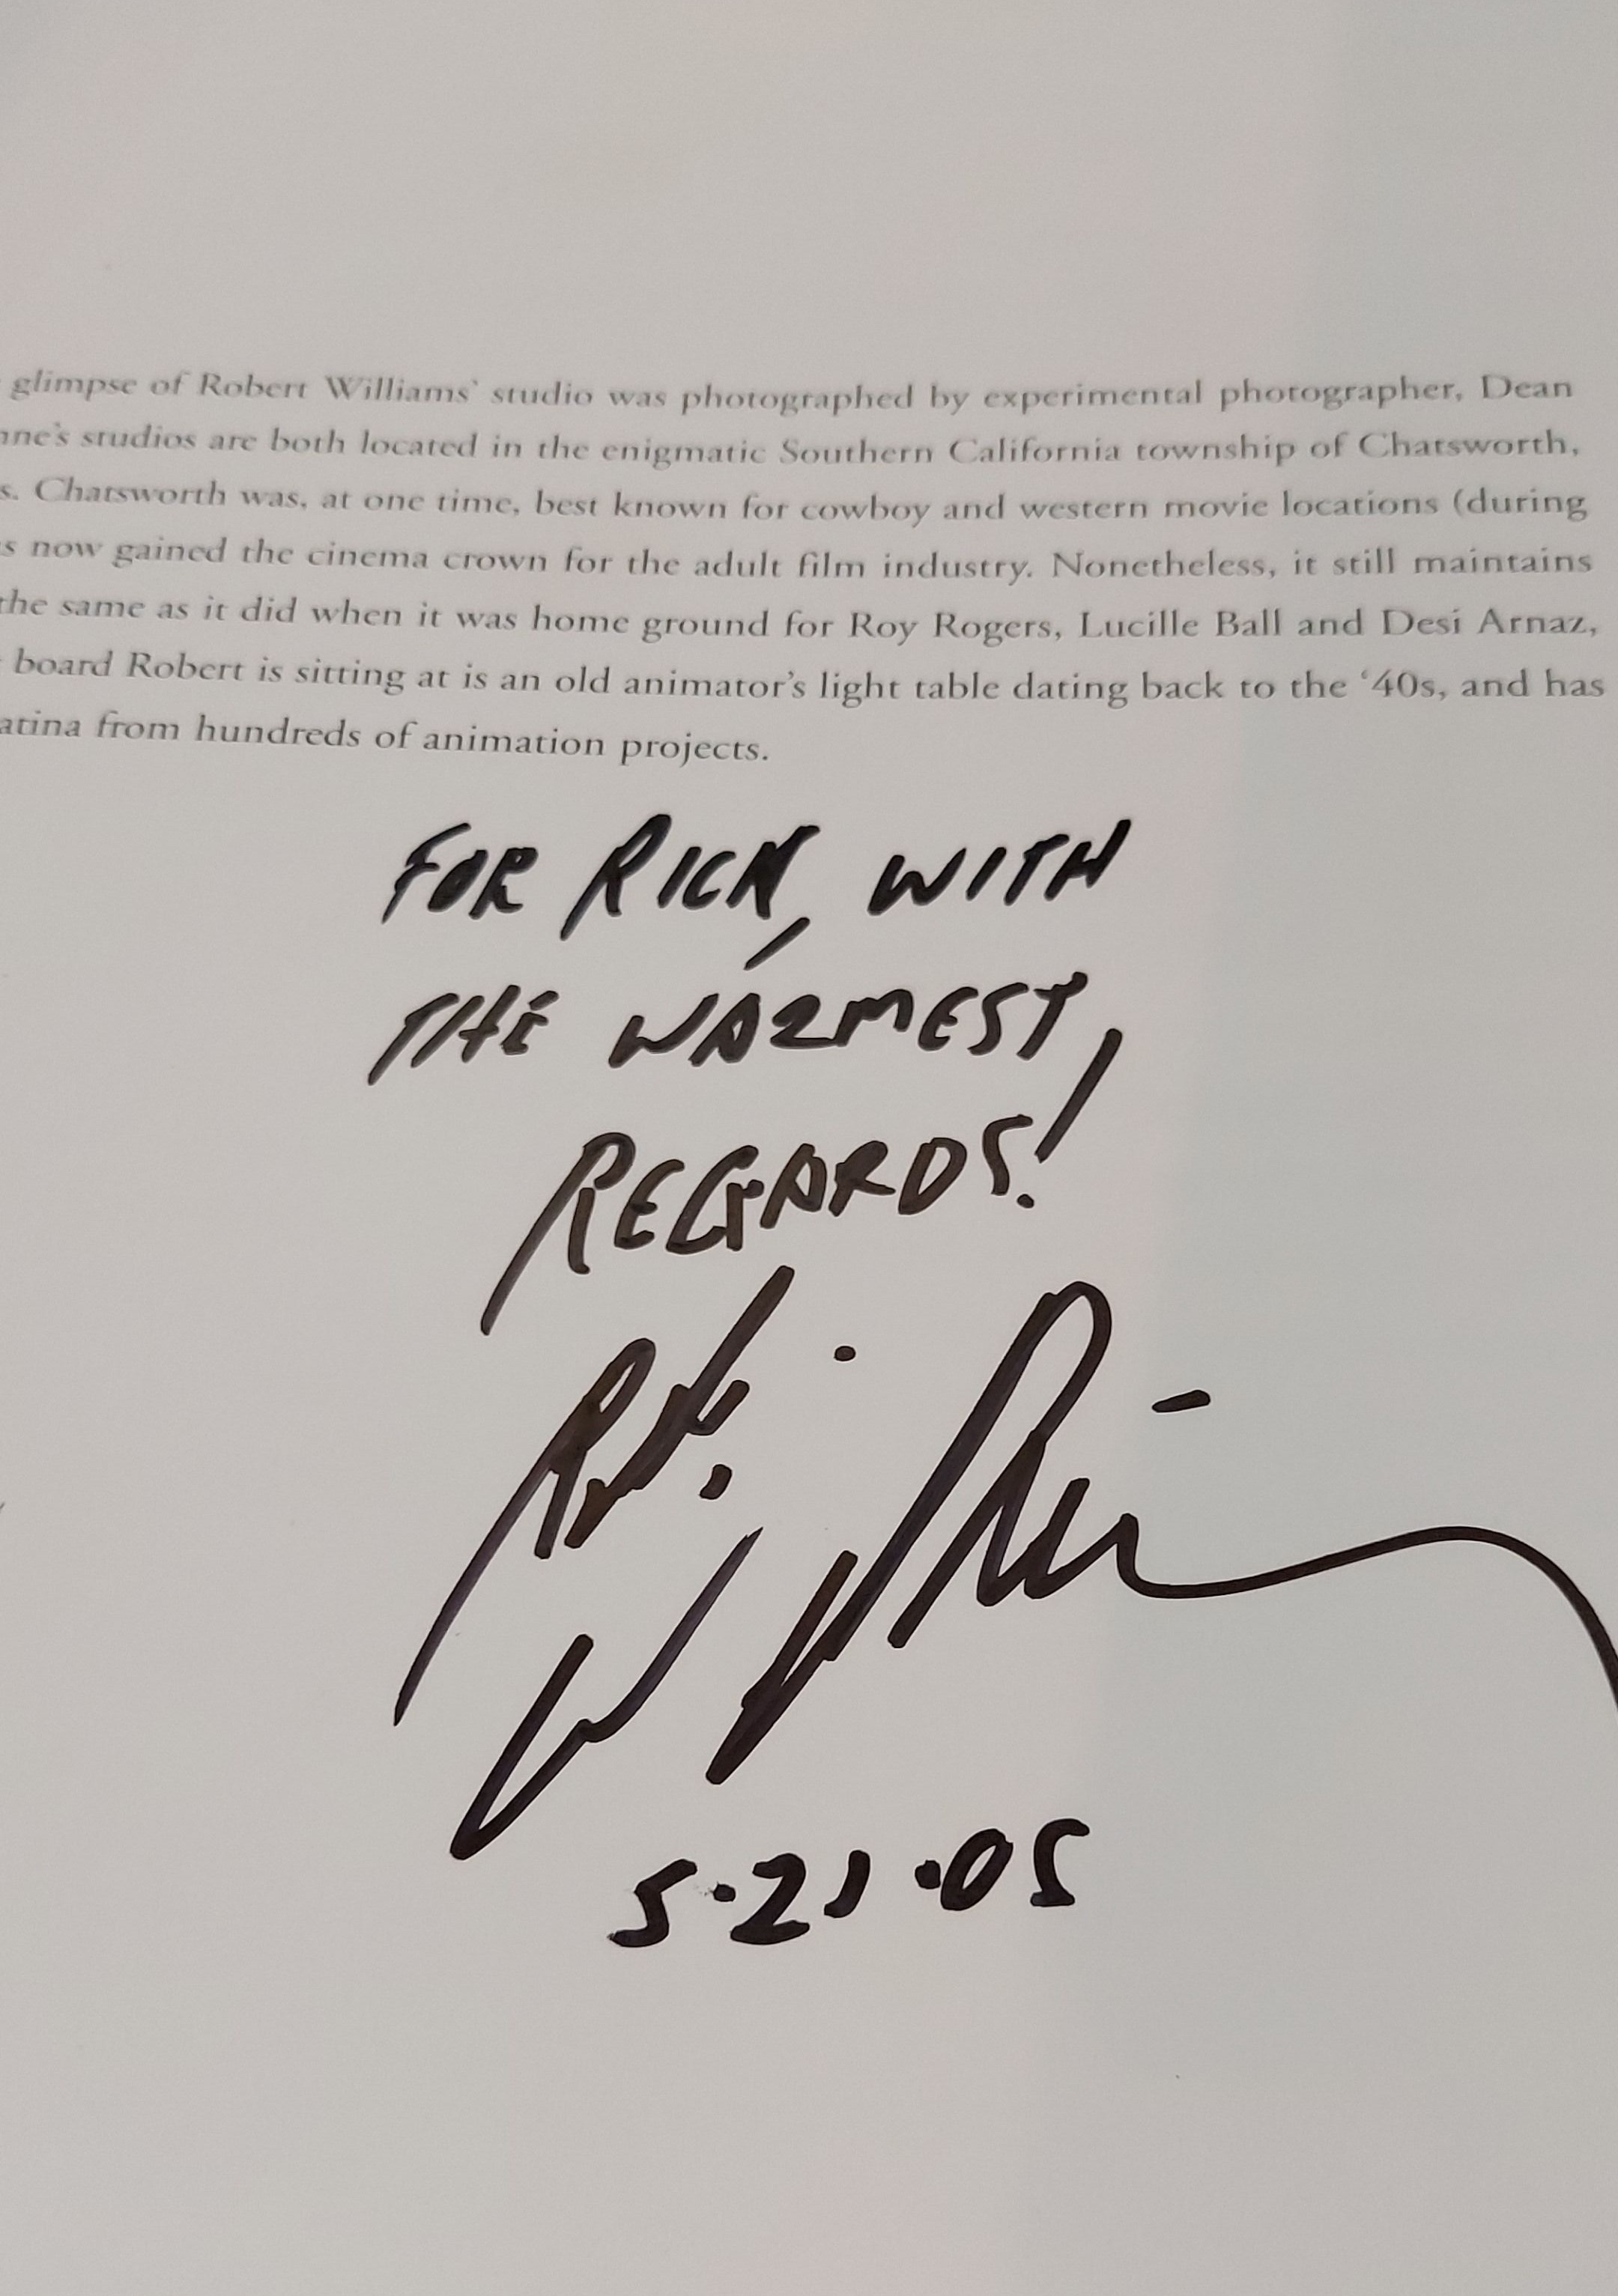 glimpse of Robert Williams' studio was photographed by experimental photographer, Dean
nne's studios are both located in the enigmatic Southern California township of Chatsworth,
s. Chatsworth was, at one time, best known for cowboy and western movie locations (during
s now gained the cinema crown for the adult film industry. Nonetheless, it still maintains
the same as it did when it was home ground for Roy Rogers, Lucille Ball and Desi Arnaz,
board Robert is sitting at is an old animator's light table dating back to the '40s, and has
atina from hundreds of animation projects.
FOR RICK, WITH
THE WARMEST,
REGARDS!
5·21·05